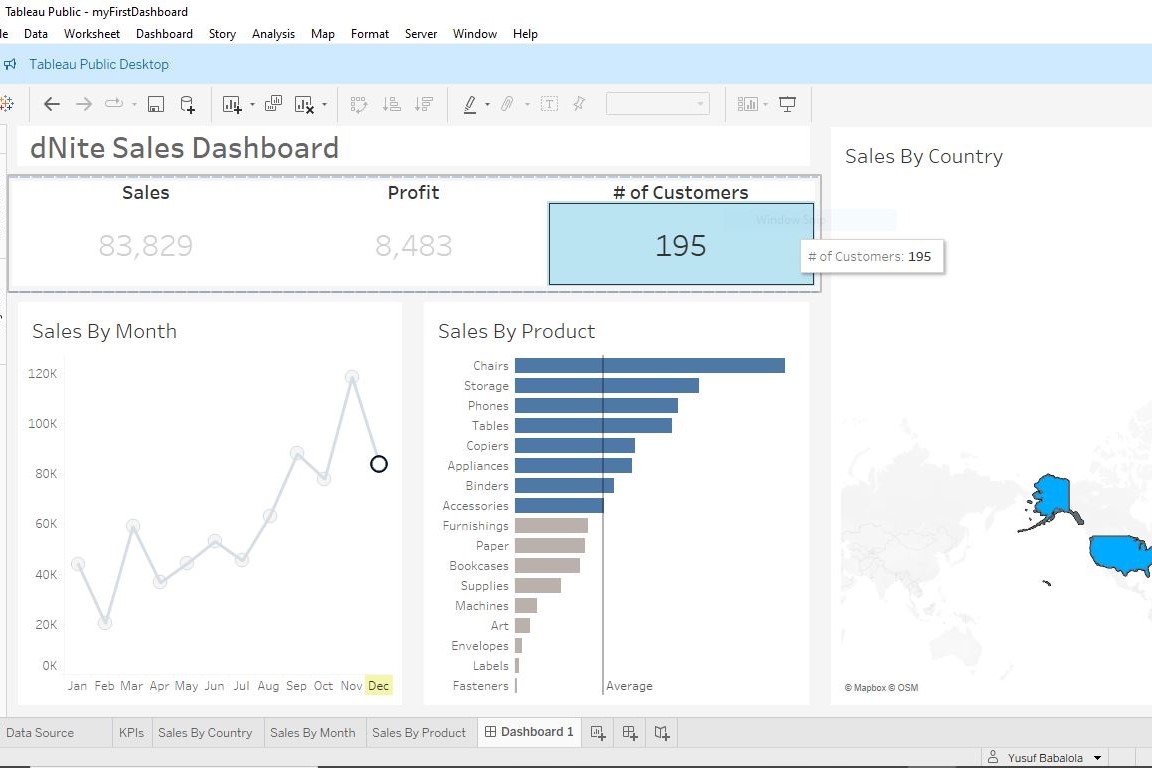 Tableau Public - myFirstDashboard
le Data Worksheet Dashboard Story Analysis Map Format Server Window Help
Tableau Public Desktop
dNite Sales Dashboard
Sales Profit # of Customers
83,829 8,483 195
Window Snip
# of Customers: 195
Sales By Country
© Mapbox © OSM
Sales By Month
120K
100K
80K
60K
40K
20K
0K
Jan Feb Mar Apr May Jun Jul Aug Sep Oct Nov Dec
Sales By Product
Chairs
Storage
Phones
Tables
Copiers
Appliances
Binders
Accessories
Furnishings
Paper
Bookcases
Supplies
Machines
Art
Envelopes
Labels
Fasteners
Average
Data Source KPIs Sales By Country Sales By Month Sales By Product Dashboard 1
Yusuf Babalola